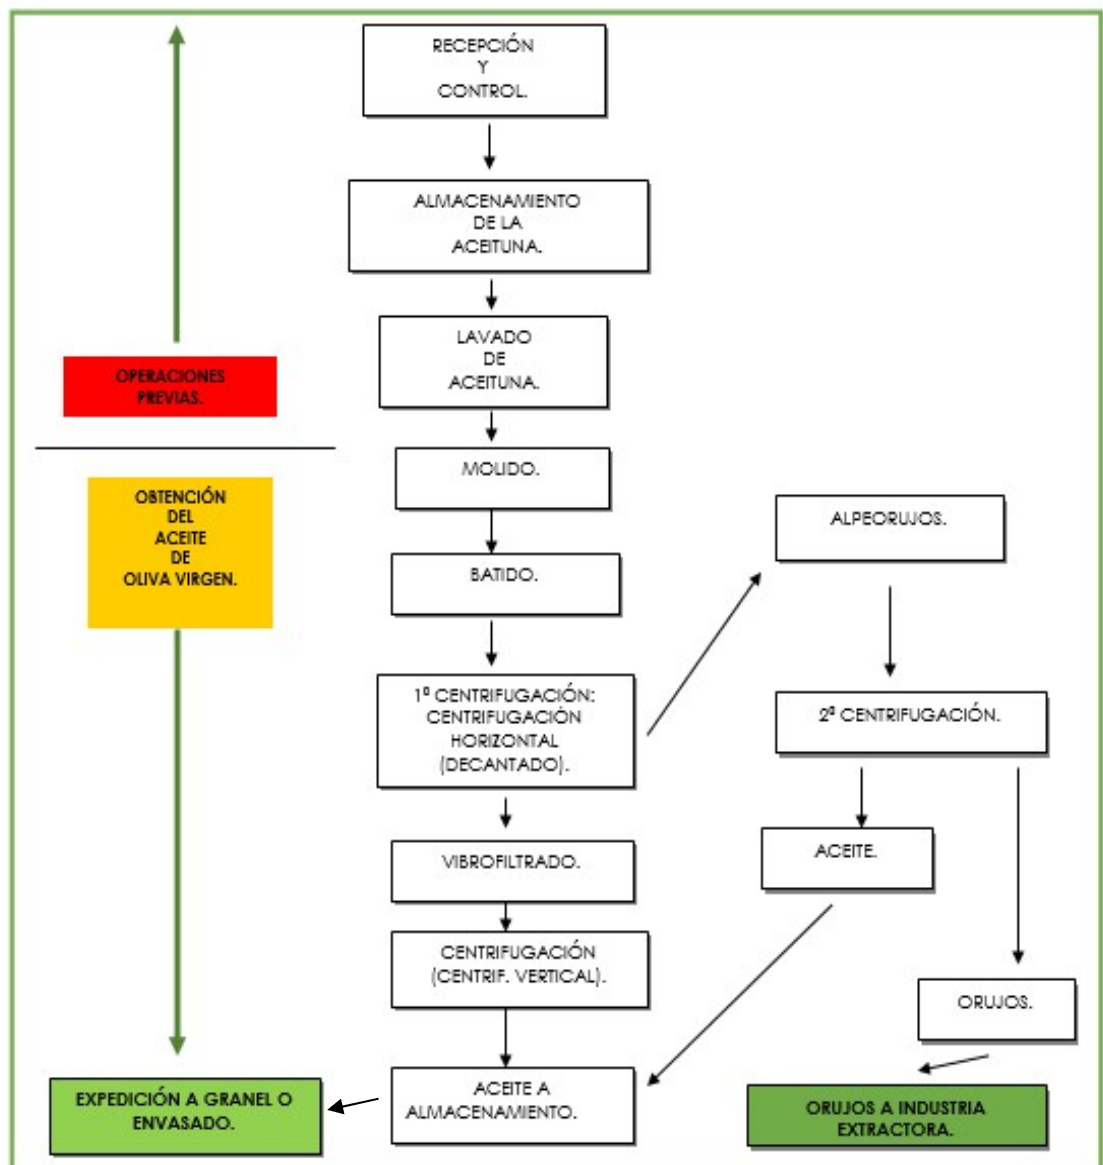 RECEPCIÓN
Y
CONTROL.
ALMACENAMIENTO
DE LA
ACEITUNA.
LAVADO
DE
ACEITUNA.
OPERACIONES
PREVIAS.
MOLIDO.
OBTENCIÓN
DEL
ACEITE
DE
OLIVA VIRGEN.
BATIDO.
ALPEORUJOS.
1ª CENTRIFUGACIÓN:
CENTRIFUGACIÓN
HORIZONTAL
(DECANTADO).
2ª CENTRIFUGACIÓN.
VIBROFILTRADO.
ACEITE.
CENTRIFUGACIÓN
(CENTRIF. VERTICAL).
ORUJOS.
ACEITE A
ALMACENAMIENTO.
EXPEDICIÓN A GRANEL O
ENVASADO.
ORUJOS A INDUSTRIA
EXTRACTORA.